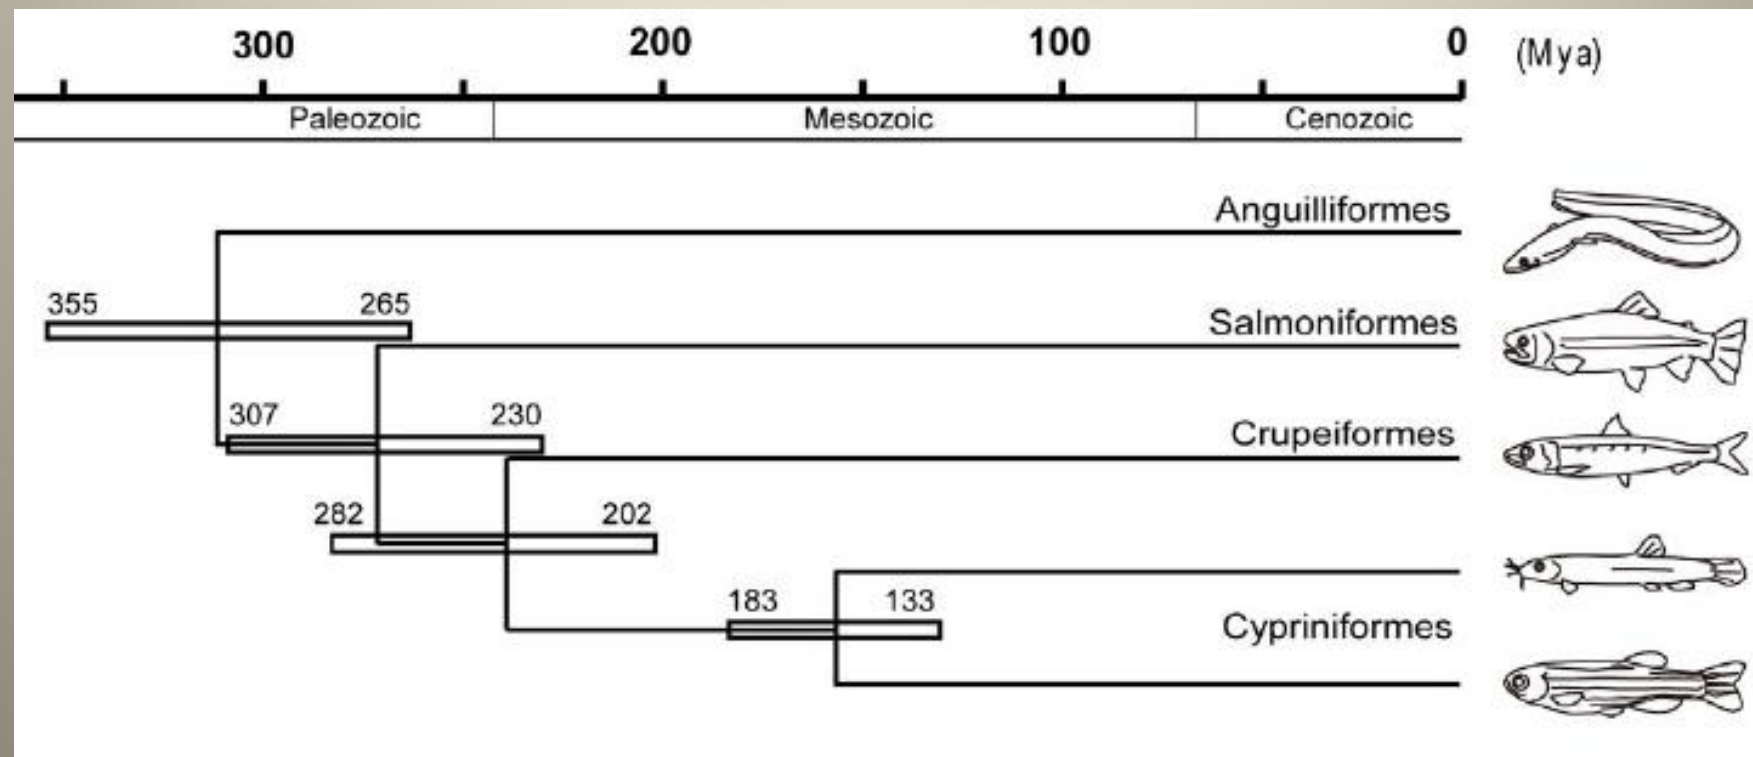 300 200 100 0 (Mya)
Paleozoic Mesozoic Cenozoic
Anguilliformes
355 265
Salmoniformes
307 230
Crupeiformes
282 202
183 133
Cypriniformes